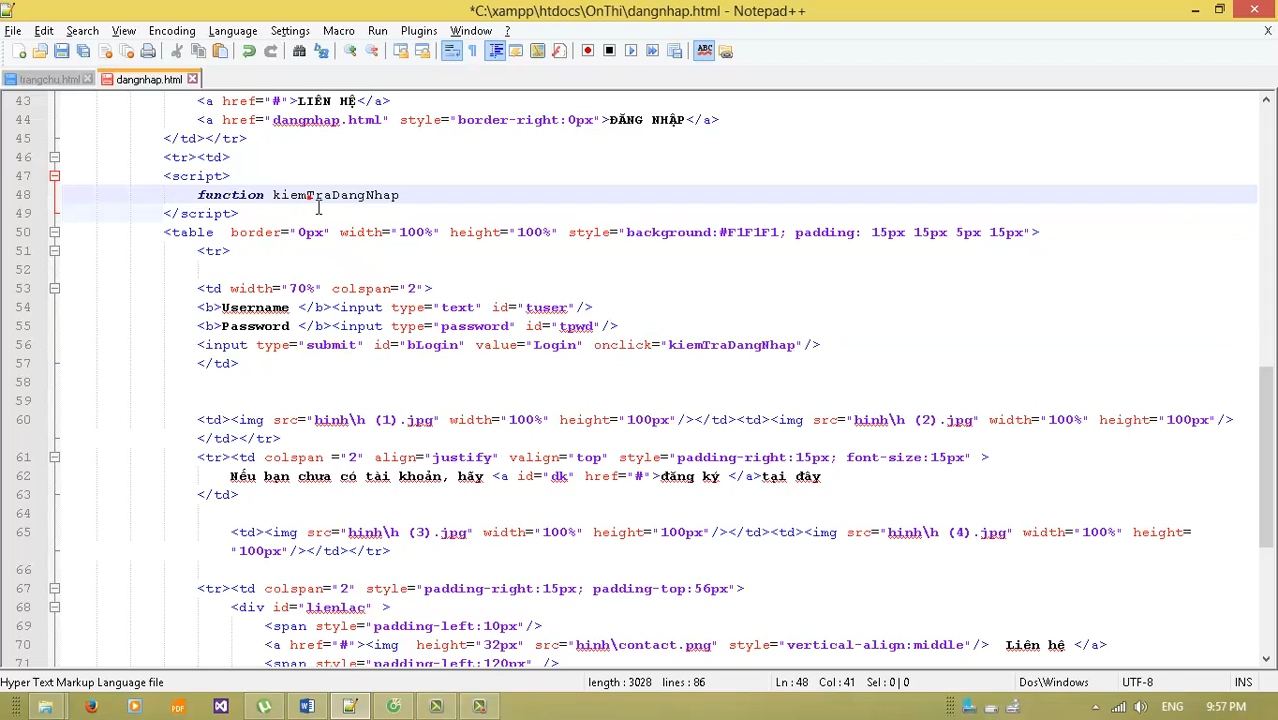 *C:\xampp\htdocs\OnThi\dangnhap.html - Notepad++
File Edit Search View Encoding Language Settings Macro Run Plugins Window ? X
trangchu.html dangnhap.html
43 <a href="#">LIÊN HỆ</a>
44 <a href="dangnhap.html" style="border-right:0px">ĐĂNG NHẬP</a>
45 </td></tr>
46 <tr><td>
47 <script>
48 function kiemTraDangNhap
49 </script>
50 <table border="0px" width="100%" height="100%" style="background:#F1F1F1; padding: 15px 15px 5px 15px">
51 <tr>
52
53 <td width="70%" colspan="2">
54 <b>Username </b><input type="text" id="tuser"/>
55 <b>Password </b><input type="password" id="tpwd"/>
56 <input type="submit" id="bLogin" value="Login" onclick="kiemTraDangNhap"/>
57 </td>
58
59
60 <td><img src="hinh\h (1).jpg" width="100%" height="100px"/></td><td><img src="hinh\h (2).jpg" width="100%" height="100px"/>
</td></tr>
61 <tr><td colspan ="2" align="justify" valign="top" style="padding-right:15px; font-size:15px" >
62 Nếu bạn chưa có tài khoản, hãy <a id="dk" href="#">đăng ký </a>tại đây
63 </td>
64
65 <td><img src="hinh\h (3).jpg" width="100%" height="100px"/></td><td><img src="hinh\h (4).jpg" width="100%" height=
"100px"/></td></tr>
66
67 <tr><td colspan="2" style="padding-right:15px; padding-top:56px">
68 <div id="lienlac" >
69 <span style="padding-left:10px"/>
70 <a href="#"><img height="32px" src="hinh\contact.png" style="vertical-align:middle"/> Liên hệ </a>
71 <span style="padding-left:120px" />
Hyper Text Markup Language file length : 3028 lines : 86 Ln : 48 Col : 41 Sel : 0 | 0 Dos\Windows UTF-8 INS
ENG 9:57 PM